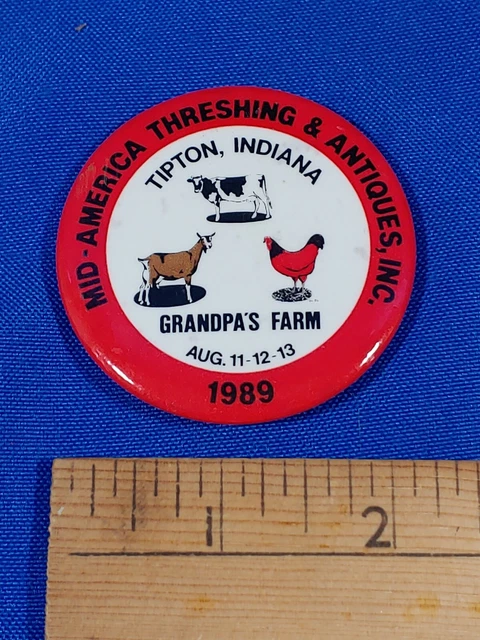 MID-AMERICA THRESHING & ANTIQUES, INC.
TIPTON, INDIANA
GRANDPA'S FARM
AUG. 11-12-13
1989
1 2